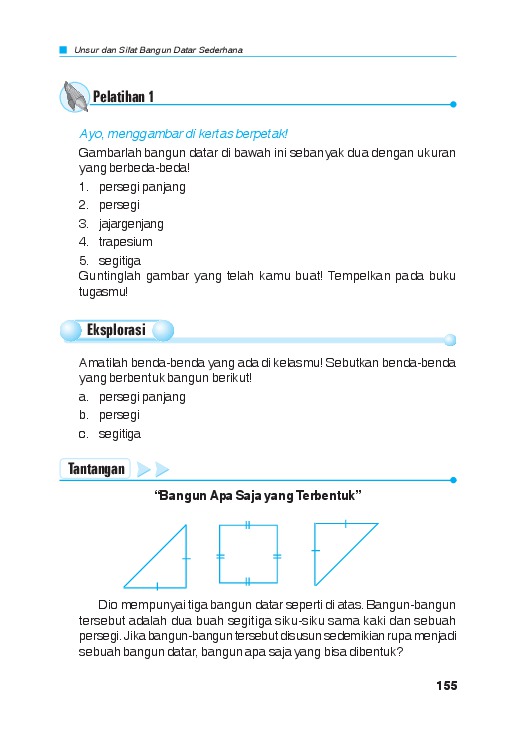 Unsur dan Sifat Bangun Datar Sederhana
Pelatihan 1
Ayo, menggambar di kertas berpetak!
Gambarlah bangun datar di bawah ini sebanyak dua dengan ukuran
yang berbeda-beda!
1. persegi panjang
2. persegi
3. jajargenjang
4. trapesium
5. segitiga
Guntinglah gambar yang telah kamu buat! Tempelkan pada buku
tugasmu!
Eksplorasi
Amatilah benda-benda yang ada di kelasmu! Sebutkan benda-benda
yang berbentuk bangun berikut!
a. persegi panjang
b. persegi
c. segitiga
Tantangan
“Bangun Apa Saja yang Terbentuk”
Dio mempunyai tiga bangun datar seperti di atas. Bangun-bangun
tersebut adalah dua buah segitiga siku-siku sama kaki dan sebuah
persegi. Jika bangun-bangun tersebut disusun sedemikian rupa menjadi
sebuah bangun datar, bangun apa saja yang bisa dibentuk?
155